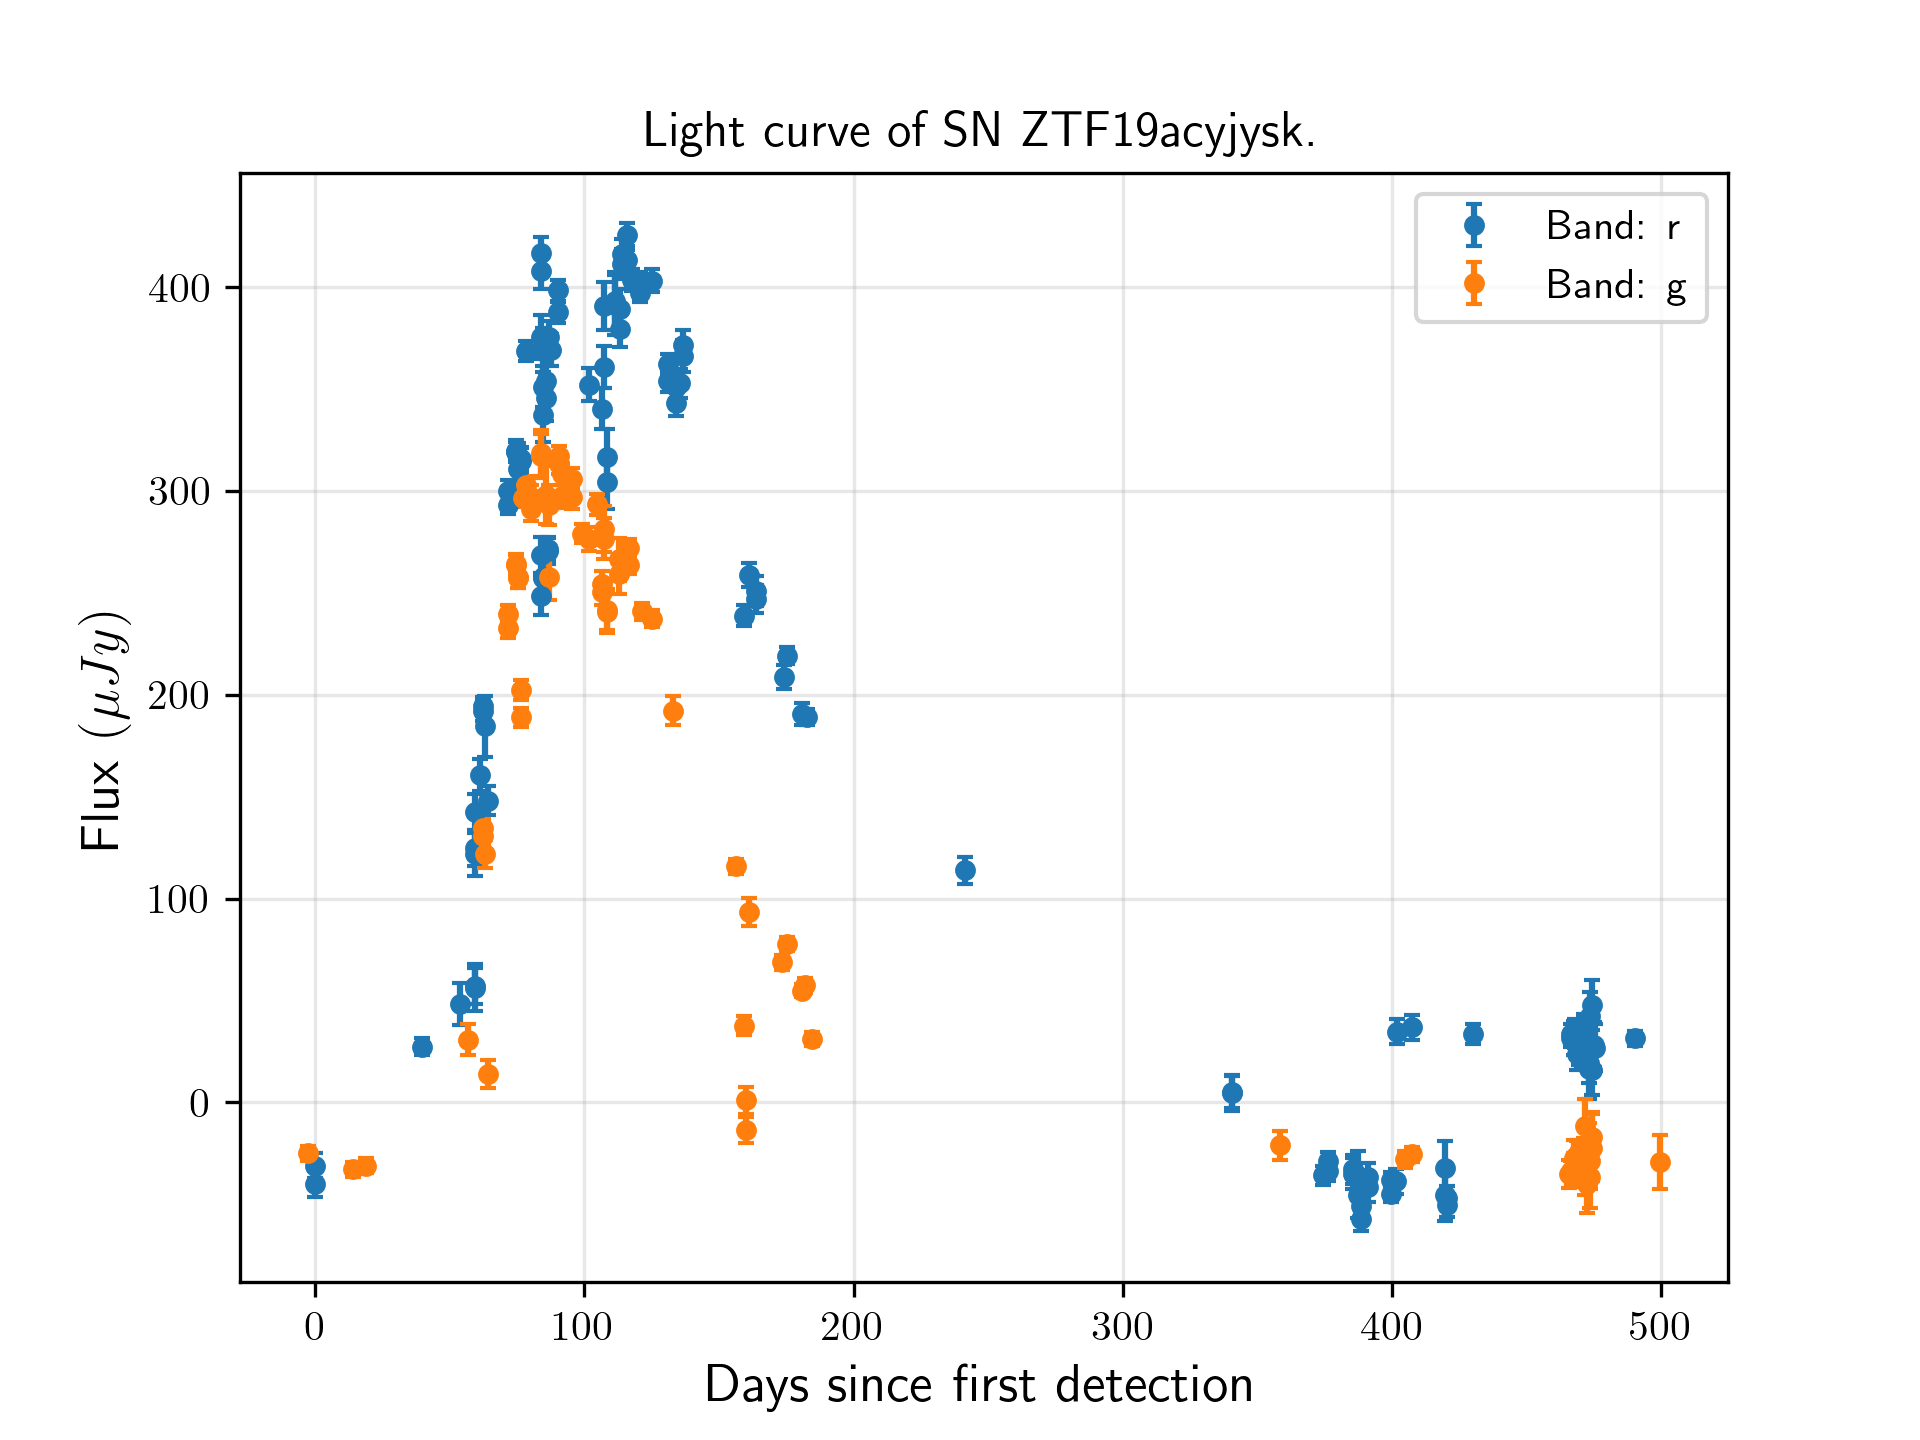 Light curve of SN ZTF19acyjysk.
Band: r
Band: g
Flux (μJy)
400
300
200
100
0
0 100 200 300 400 500
Days since first detection